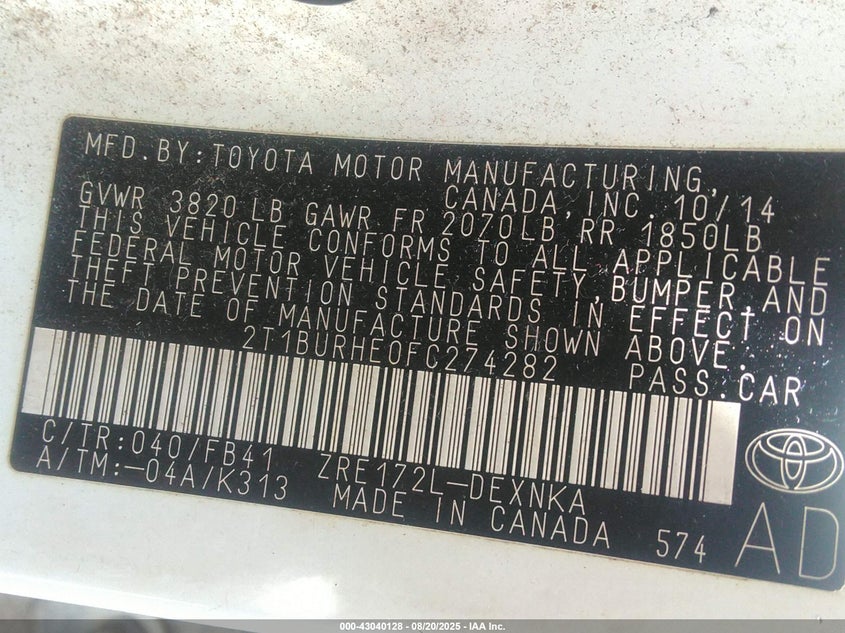 MFD.BY:TOYOTA MOTOR MANUFACTURING,
CANADA,INC. 10/14
GVWR 3820 LB GAWR FR 2070LB RR 1850LB
THIS VEHICLE CONFORMS TO ALL APPLICABLE
FEDERAL MOTOR VEHICLE SAFETY,BUMPER AND
THEFT PREVENTION STANDARDS IN EFFECT ON
THE DATE OF MANUFACTURE SHOWN ABOVE.
2T1BURHE0FC274282 PASS.CAR
C/TR:040/FB41 ZRE172L-DEXNKA
A/TM:-04A/K313 MADE IN CANADA 574
AD
000-43040128 - 08/20/2025 - IAA Inc.